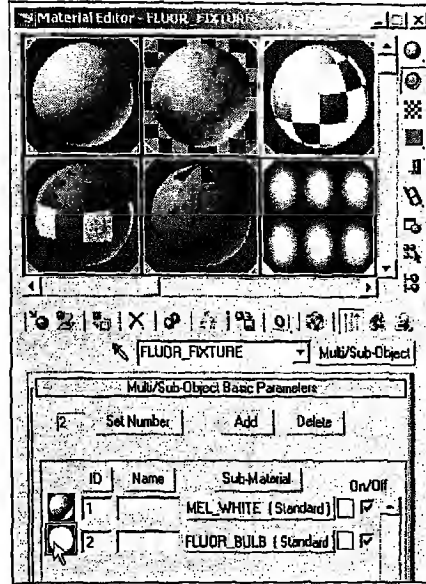 Material Editor - FLUOR_FIXTURE
FLUOR_FIXTURE Multi/Sub-Object
Multi/Sub-Object Basic Parameters
2 Set Number Add Delete
ID Name Sub-Material On/Off
1 MEL_WHITE (Standard)
2 FLUOR_BULB (Standard